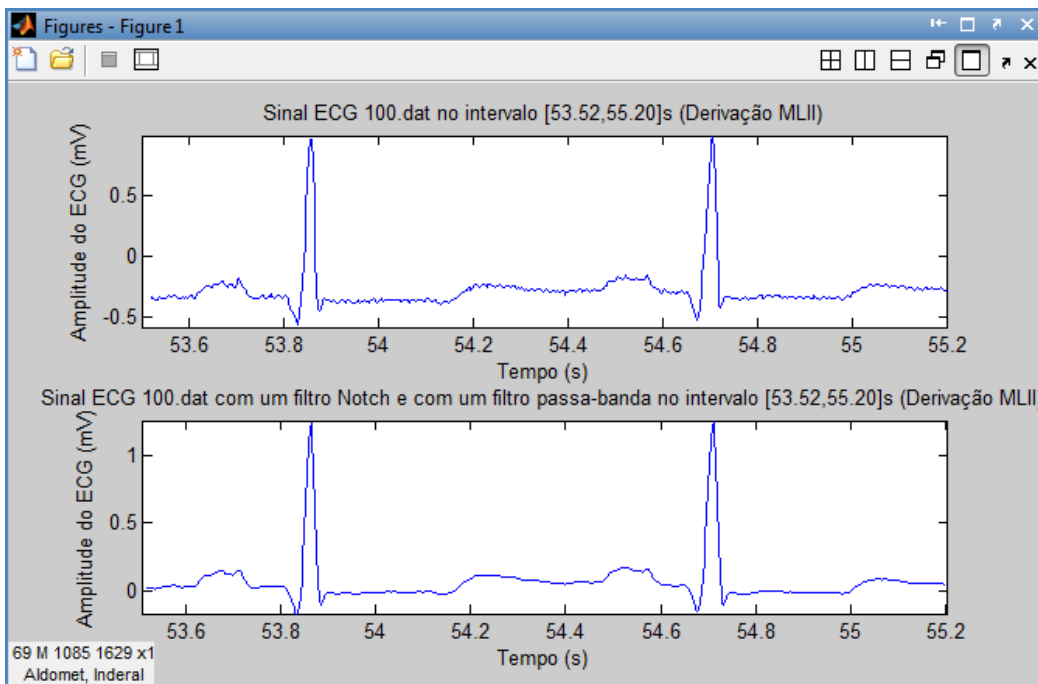 Figures - Figure 1
Sinal ECG 100.dat no intervalo [53.52,55.20]s (Derivação MLII)
Amplitude do ECG (mV)
0.5
0
-0.5
53.6 53.8 54 54.2 54.4 54.6 54.8 55 55.2
Tempo (s)
Sinal ECG 100.dat com um filtro Notch e com um filtro passa-banda no intervalo [53.52,55.20]s (Derivação MLII)
Amplitude do ECG (mV)
1
0.5
0
53.6 53.8 54 54.2 54.4 54.6 54.8 55 55.2
Tempo (s)
69 M 1085 1629 x1
Aldomet, Inderal